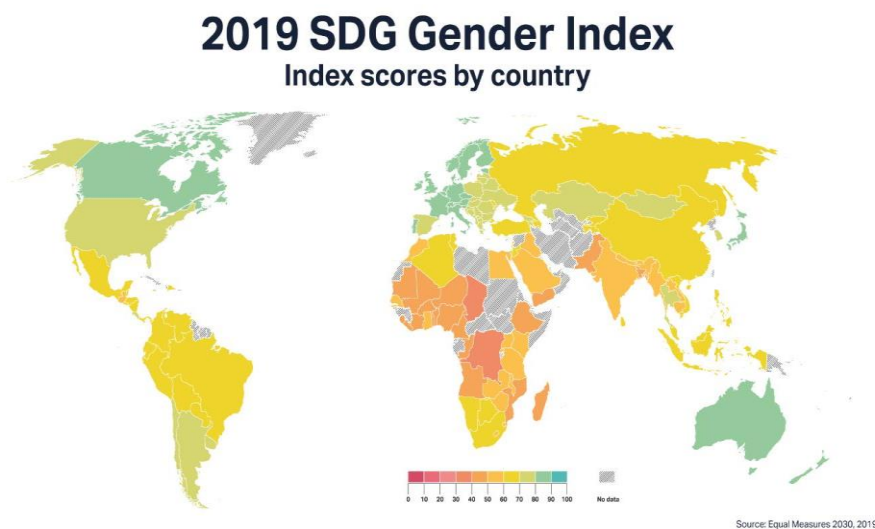 2019 SDG Gender Index
Index scores by country
0 10 20 30 40 50 60 70 80 90 100
No data
Source: Equal Measures 2030, 2019